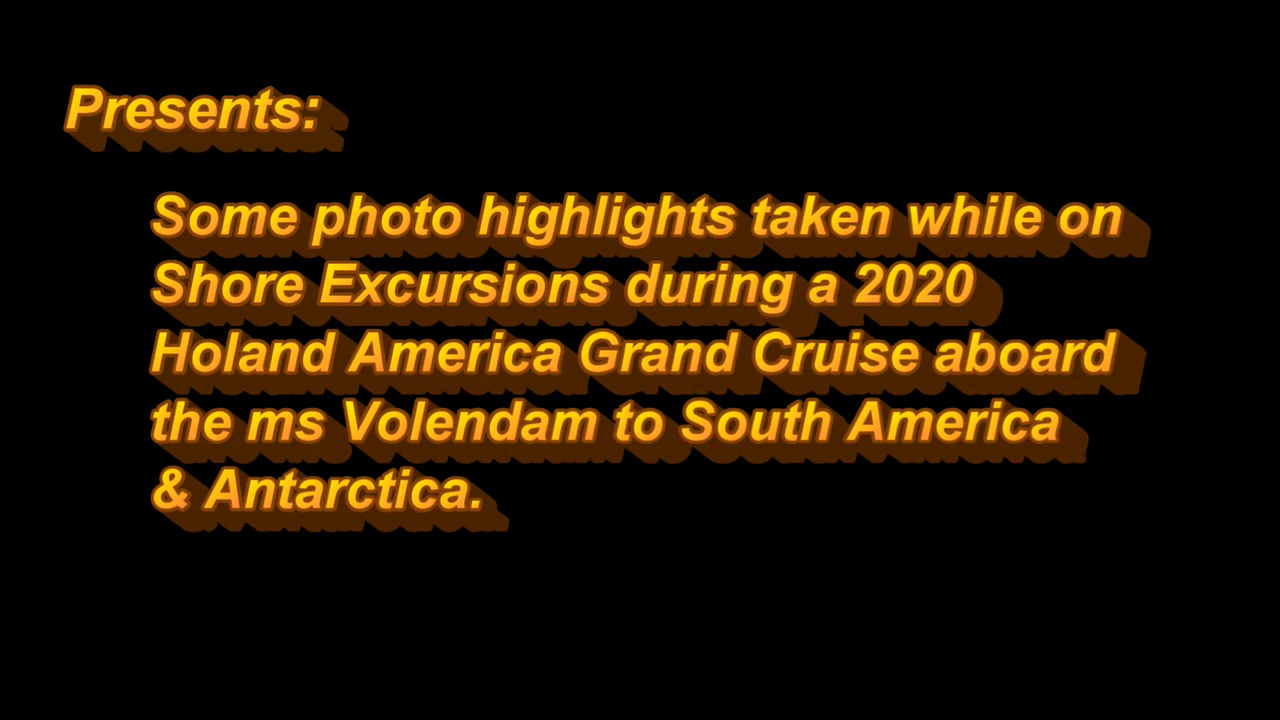 Presents:
Some photo highlights taken while on
Shore Excursions during a 2020
Holand America Grand Cruise aboard
the ms Volendam to South America
& Antarctica.